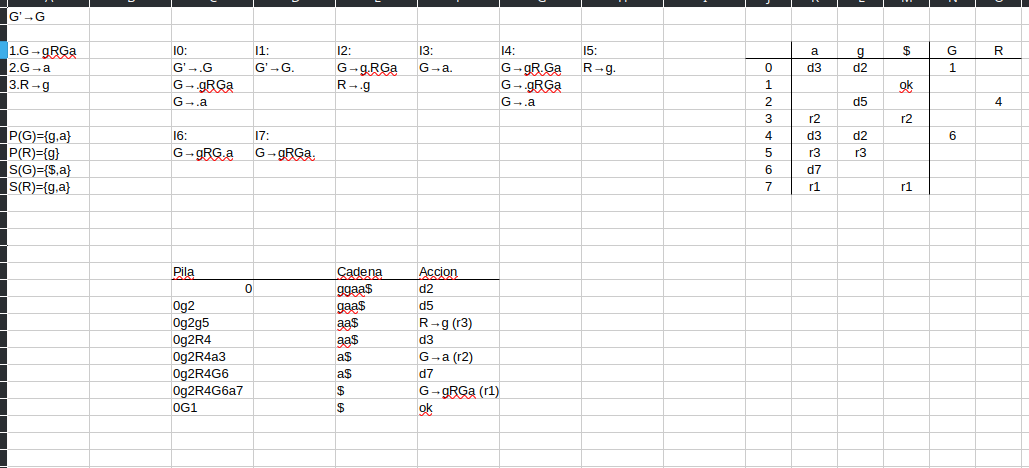 G'→G
1.G→gRGa I0: I1: I2: I3: I4: I5: a g $ G R
2.G→a G'→.G G'→G. G→g.RGa G→a. G→gR.Ga R→g. 0 d3 d2 1
3.R→g G→.gRGa R→.g G→.gRGa 1 ok
G→.a G→.a 2 d5 4
3 r2 r2
P(G)={g,a} I6: I7: 4 d3 d2 6
P(R)={g} G→gRG.a G→gRGa. 5 r3 r3
S(G)={$,a} 6 d7
S(R)={g,a} 7 r1 r1
Pila Cadena Accion
0 ggaa$ d2
0g2 gaa$ d5
0g2g5 aa$ R→g (r3)
0g2R4 aa$ d3
0g2R4a3 a$ G→a (r2)
0g2R4G6 a$ d7
0g2R4G6a7 $ G→gRGa (r1)
0G1 $ ok